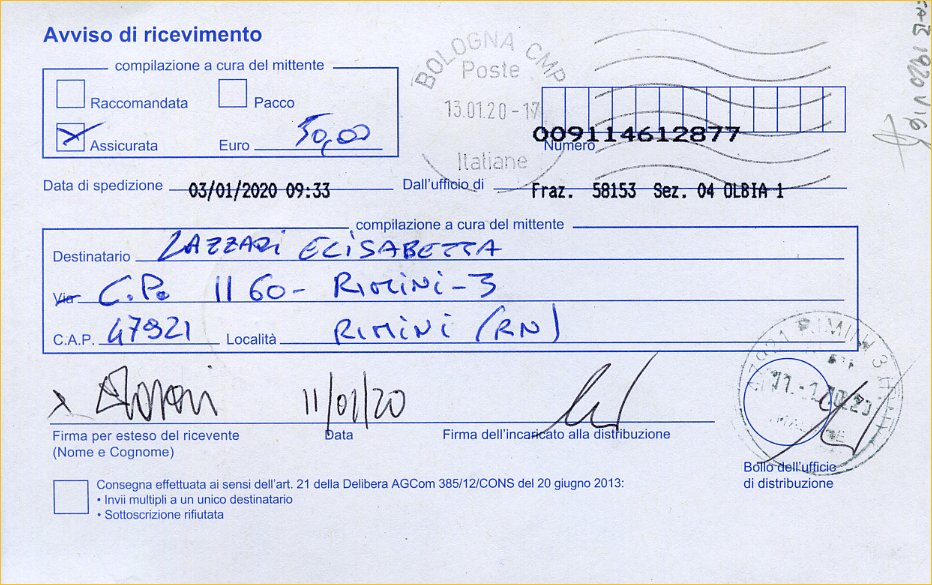 Avviso di ricevimento
compilazione a cura del mittente
Raccomandata Pacco
Assicurata Euro 50,00
BOLOGNA CMP
Poste
13.01.20-17
Italiane
009114612877
Numero
Data di spedizione 03/01/2020 09:33 Dall'ufficio di Fraz. 58153 Sez. 04 OLBIA 1
compilazione a cura del mittente
Destinatario LAZZARI ELISABETTA
Via C.P. 1160- RIMINI-3
C.A.P. 47921 Località RIMINI (RN)
11/01/20
Firma per esteso del ricevente Data Firma dell'incaricato alla distribuzione
(Nome e Cognome)
Bollo dell'ufficio
di distribuzione
Consegna effettuata ai sensi dell'art. 21 della Delibera AGCom 385/12/CONS del 20 giugno 2013:
• Invii multipli a un unico destinatario
• Sottoscrizione rifiutata